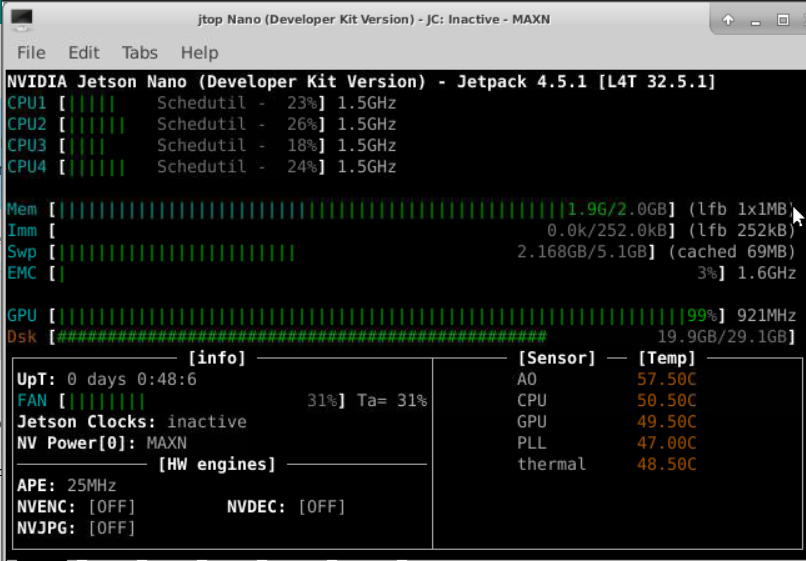 jtop Nano (Developer Kit Version) - JC: Inactive - MAXN
File Edit Tabs Help
NVIDIA Jetson Nano (Developer Kit Version) - Jetpack 4.5.1 [L4T 32.5.1]
CPU1 [||||| Schedutil - 23%] 1.5GHz
CPU2 [|||||| Schedutil - 26%] 1.5GHz
CPU3 [|||| Schedutil - 18%] 1.5GHz
CPU4 [|||||| Schedutil - 24%] 1.5GHz
Mem [|||||||||||||||||||||||||||||||||||||||||||||||||||1.9G/2.0GB] (lfb 1x1MB)
Imm [ 0.0k/252.0kB] (lfb 252kB)
Swp [|||||||||||||||||||||||| 2.168GB/5.1GB] (cached 69MB)
EMC [| 3%] 1.6GHz
GPU [|||||||||||||||||||||||||||||||||||||||||||||||||||||||||||||||99%] 921MHz
Dsk [################################################# 19.9GB/29.1GB]
[info]
UpT: 0 days 0:48:6
FAN [|||||||| 31%] Ta= 31%
Jetson Clocks: inactive
NV Power[0]: MAXN
[HW engines]
APE: 25MHz
NVENC: [OFF] NVDEC: [OFF]
NVJPG: [OFF]
[Sensor] [Temp]
AO 57.50C
CPU 50.50C
GPU 49.50C
PLL 47.00C
thermal 48.50C